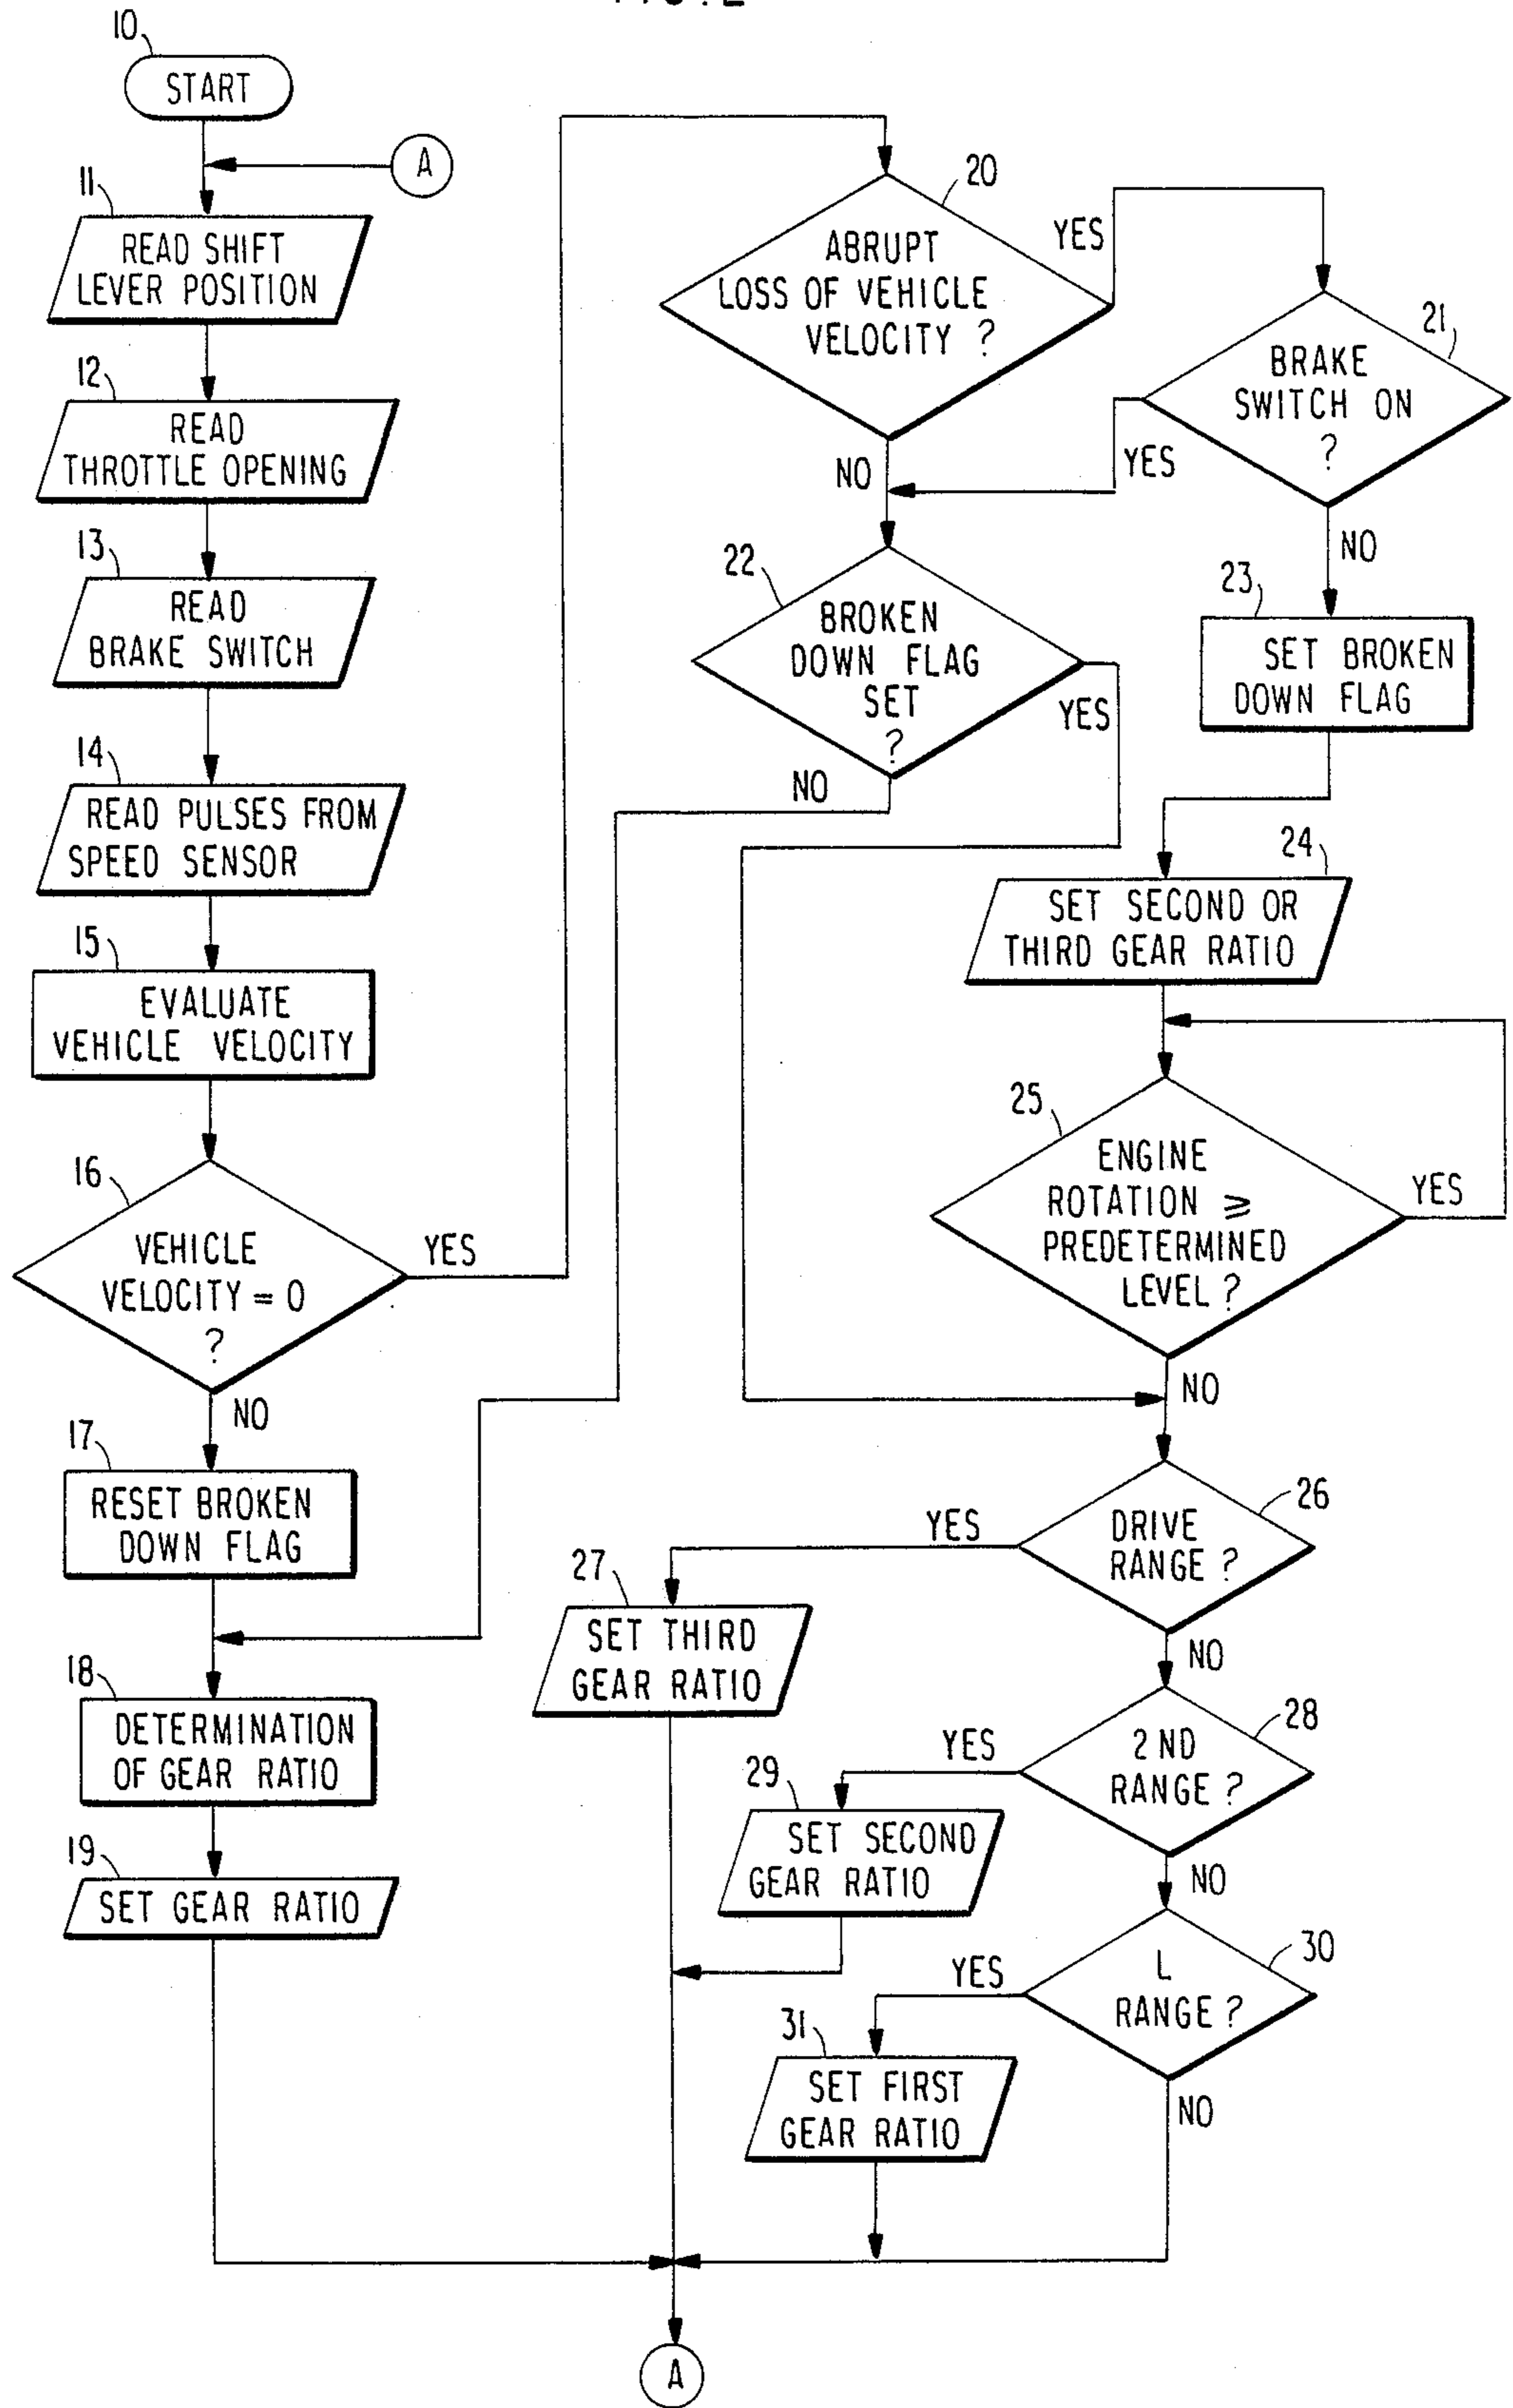 10
START
A
11
READ SHIFT
LEVER POSITION
12
READ
THROTTLE OPENING
13
READ
BRAKE SWITCH
14
READ PULSES FROM
SPEED SENSOR
15
EVALUATE
VEHICLE VELOCITY
16
VEHICLE
VELOCITY = 0
?
YES
NO
17
RESET BROKEN
DOWN FLAG
18
DETERMINATION
OF GEAR RATIO
19
SET GEAR RATIO
20
ABRUPT
LOSS OF VEHICLE
VELOCITY ?
YES
NO
21
BRAKE
SWITCH ON
?
YES
NO
22
BROKEN
DOWN FLAG
SET
?
YES
NO
23
SET BROKEN
DOWN FLAG
24
SET SECOND OR
THIRD GEAR RATIO
25
ENGINE
ROTATION ≥
PREDETERMINED
LEVEL ?
YES
NO
26
DRIVE
RANGE ?
YES
NO
27
SET THIRD
GEAR RATIO
28
2 ND
RANGE ?
YES
NO
29
SET SECOND
GEAR RATIO
30
L
RANGE ?
YES
NO
31
SET FIRST
GEAR RATIO
A